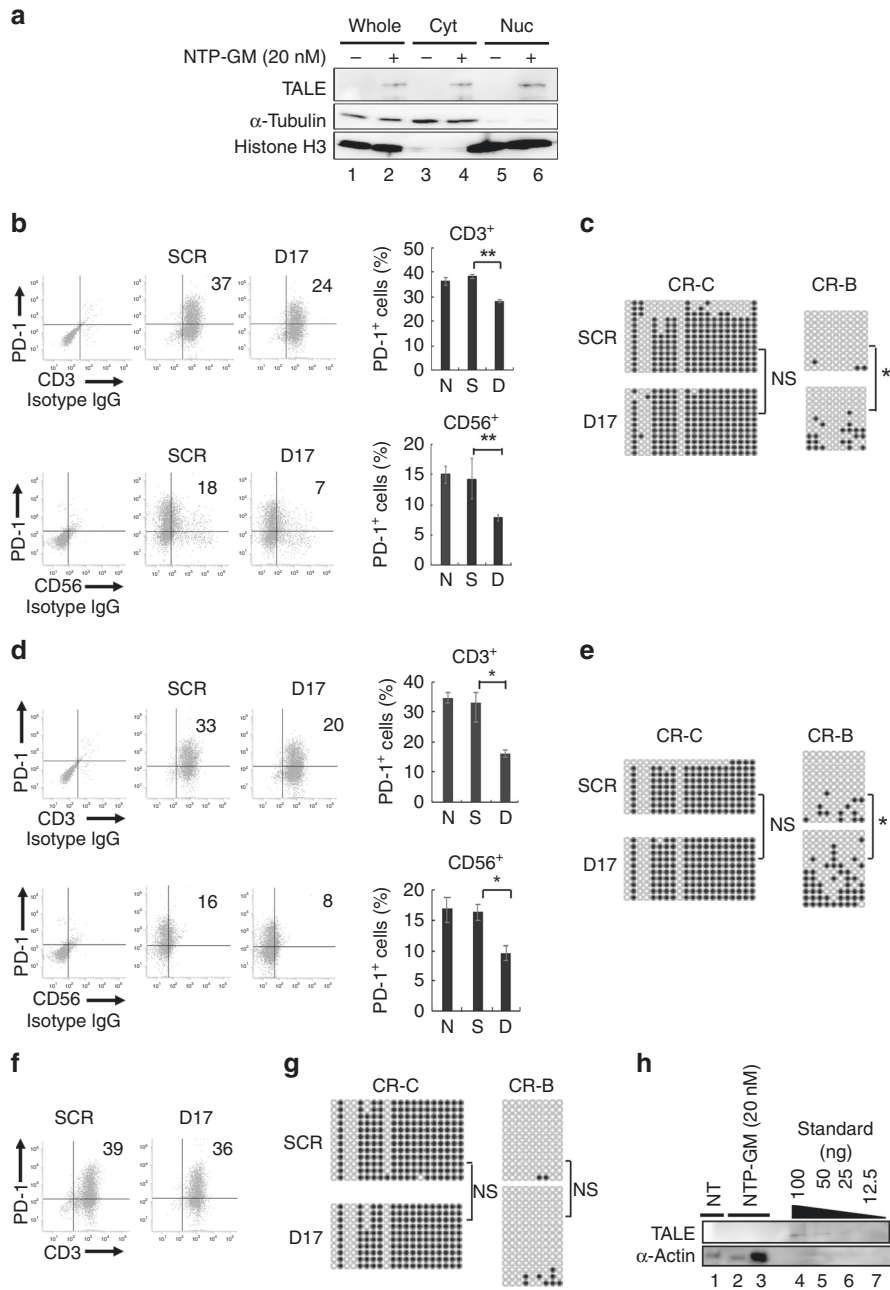 a
Whole Cyt Nuc
NTP-GM (20 nM) – + – + – +
TALE
α-Tubulin
Histone H3
1 2 3 4 5 6
b
SCR D17
37 24
PD-1
CD3
Isotype IgG
CD3+
**
PD-1+ cells (%)
50
40
30
20
10
0
N S D
SCR D17
18 7
PD-1
CD56
Isotype IgG
CD56+
**
PD-1+ cells (%)
20
15
10
5
0
N S D
c
CR-C CR-B
SCR
D17
NS
*
d
SCR D17
33 20
PD-1
CD3
Isotype IgG
CD3+
*
PD-1+ cells (%)
40
35
30
25
20
15
10
5
0
N S D
16 8
PD-1
CD56
Isotype IgG
CD56+
*
PD-1+ cells (%)
20
15
10
5
0
N S D
e
CR-C CR-B
SCR
D17
NS
*
f
SCR D17
39 36
PD-1
CD3
g
CR-C CR-B
SCR
D17
NS
NS
h
NT
NTP-GM (20 nM)
Standard
(ng)
100 50 25 12.5
TALE
α-Actin
1 2 3 4 5 6 7